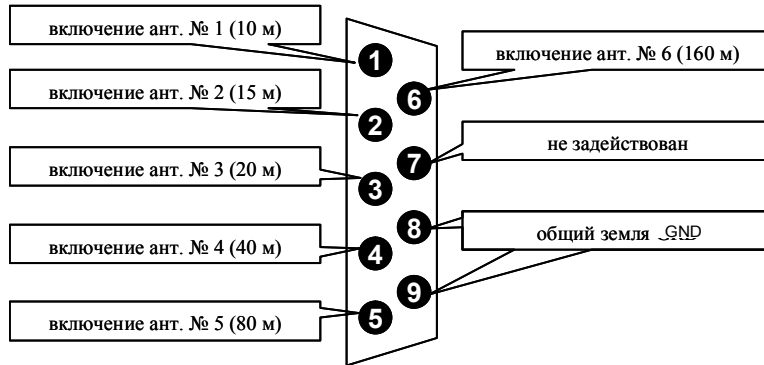 включение ант. № 1 (10 м)
включение ант. № 2 (15 м)
включение ант. № 3 (20 м)
включение ант. № 4 (40 м)
включение ант. № 5 (80 м)
1
2
3
4
5
6
7
8
9
включение ант. № 6 (160 м)
не задействован
общий земля GND